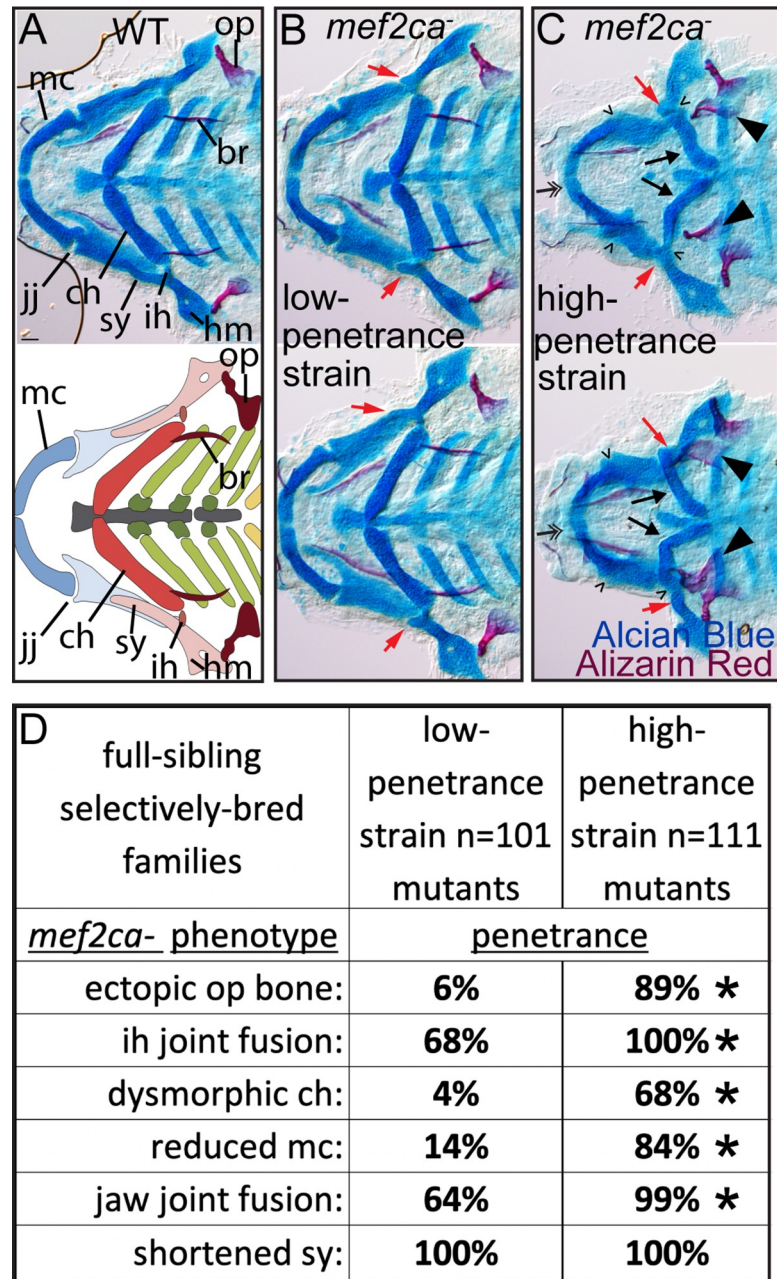 A WT op
mc
br
jj ch sy ih hm
op
mc
br
jj ch sy ih hm
B mef2ca-
low-
penetrance
strain
C mef2ca-
high-
penetrance
strain
Alcian Blue
Alizarin Red
D
full-sibling
selectively-bred
families
low-
penetrance
strain n=101
mutants
high-
penetrance
strain n=111
mutants
mef2ca- phenotype penetrance
ectopic op bone: 6% 89% *
ih joint fusion: 68% 100% *
dysmorphic ch: 4% 68% *
reduced mc: 14% 84% *
jaw joint fusion: 64% 99% *
shortened sy: 100% 100%